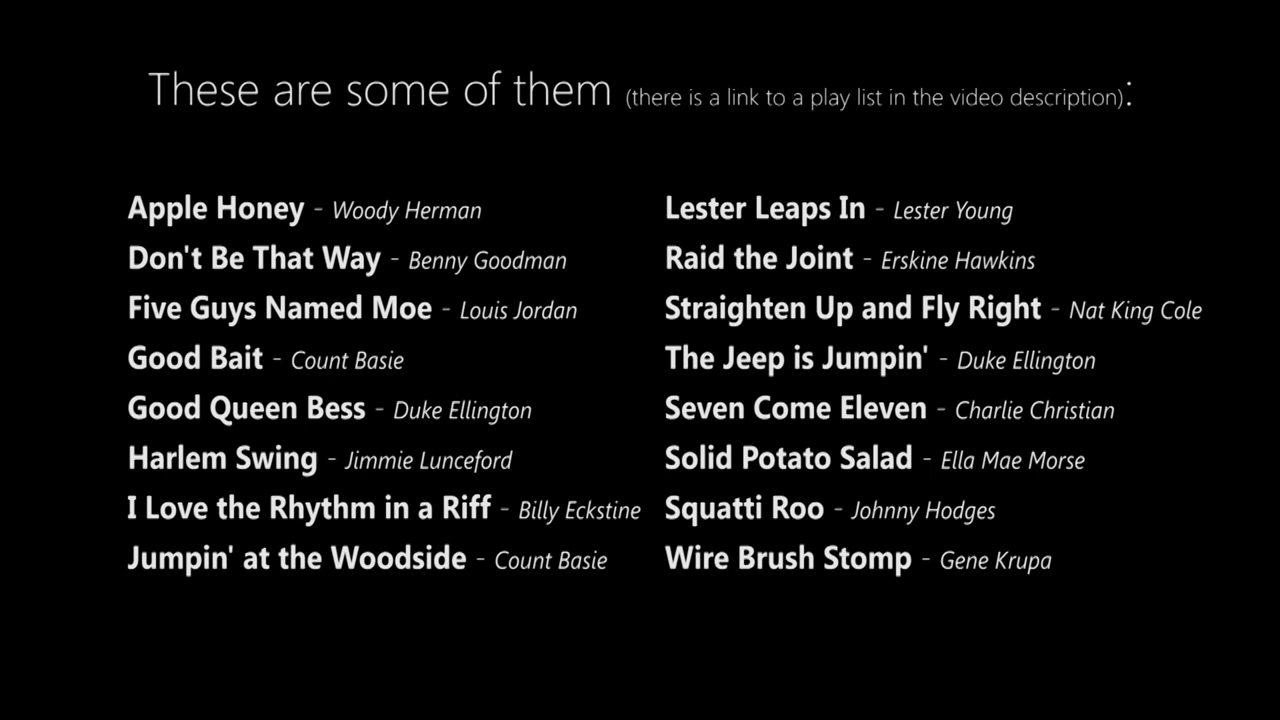 These are some of them (there is a link to a play list in the video description):
Apple Honey - Woody Herman
Don't Be That Way - Benny Goodman
Five Guys Named Moe - Louis Jordan
Good Bait - Count Basie
Good Queen Bess - Duke Ellington
Harlem Swing - Jimmie Lunceford
I Love the Rhythm in a Riff - Billy Eckstine
Jumpin' at the Woodside - Count Basie
Lester Leaps In - Lester Young
Raid the Joint - Erskine Hawkins
Straighten Up and Fly Right - Nat King Cole
The Jeep is Jumpin' - Duke Ellington
Seven Come Eleven - Charlie Christian
Solid Potato Salad - Ella Mae Morse
Squatti Roo - Johnny Hodges
Wire Brush Stomp - Gene Krupa